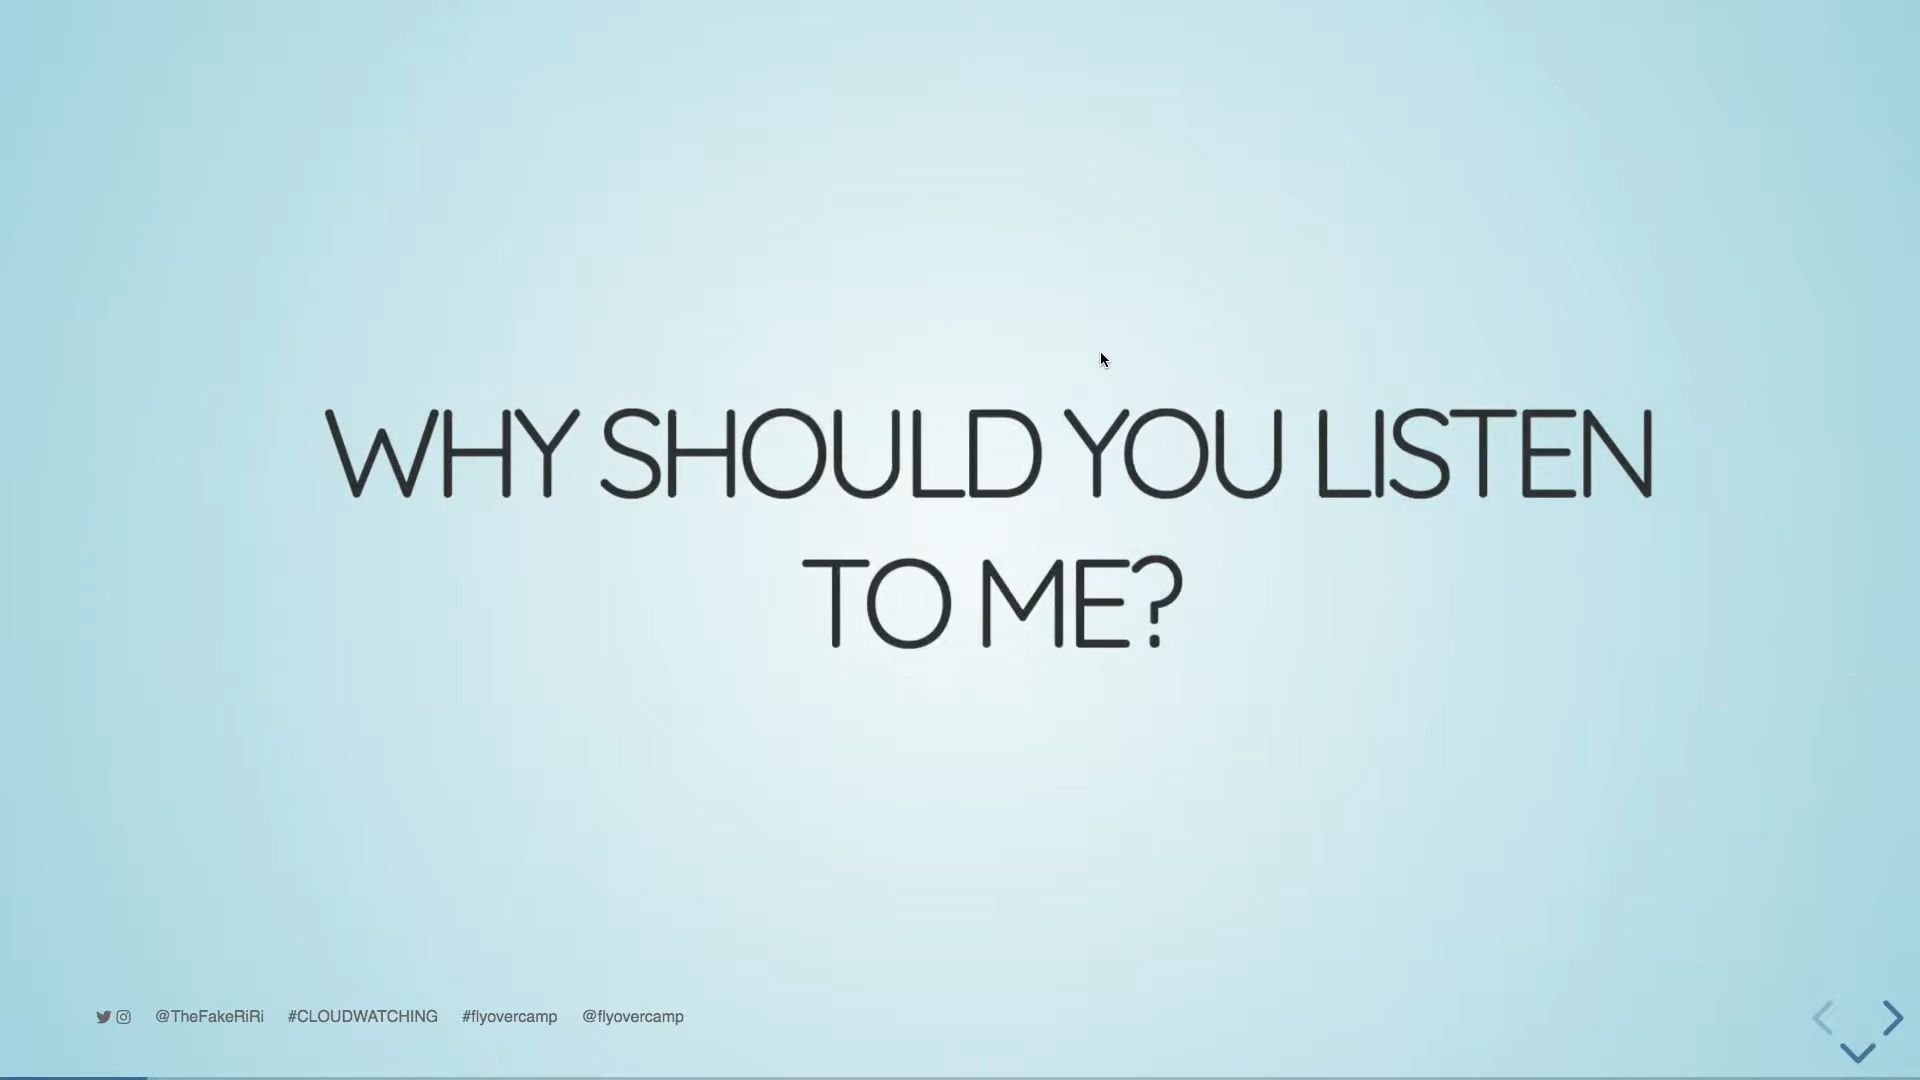 WHY SHOULD YOU LISTEN
TO ME?
@TheFakeRiRi #CLOUDWATCHING #flyovercamp @flyovercamp